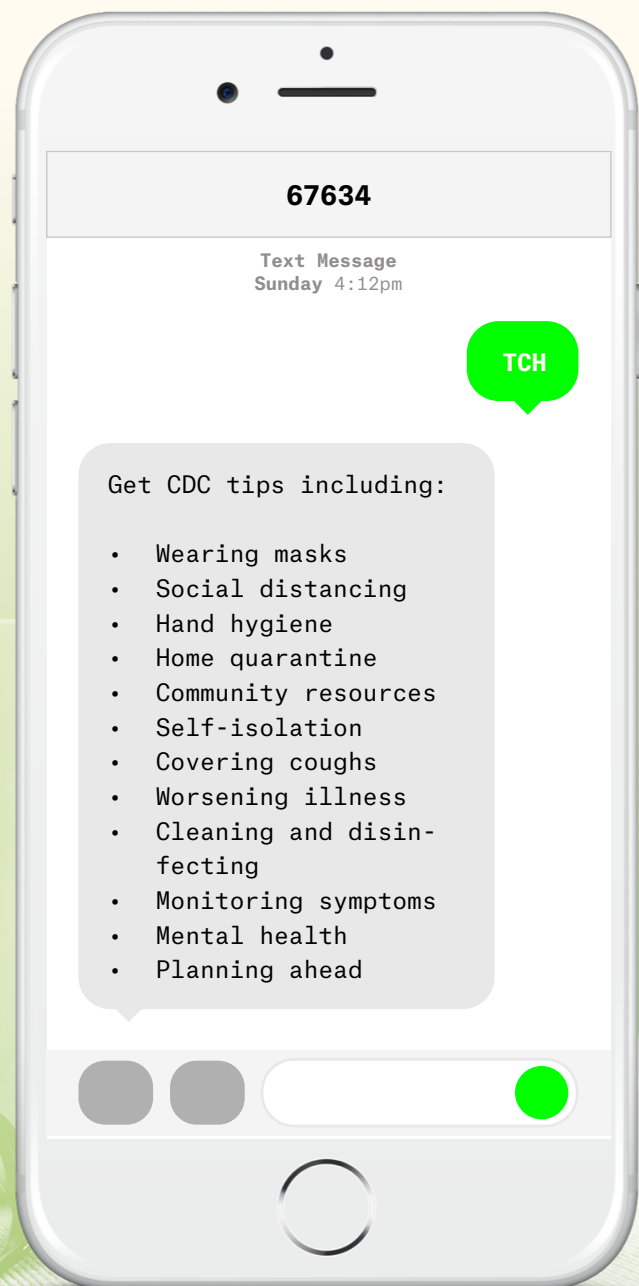 67634
Text Message
Sunday 4:12pm
TCH
Get CDC tips including:
• Wearing masks
• Social distancing
• Hand hygiene
• Home quarantine
• Community resources
• Self-isolation
• Covering coughs
• Worsening illness
• Cleaning and disin-
fecting
• Monitoring symptoms
• Mental health
• Planning ahead